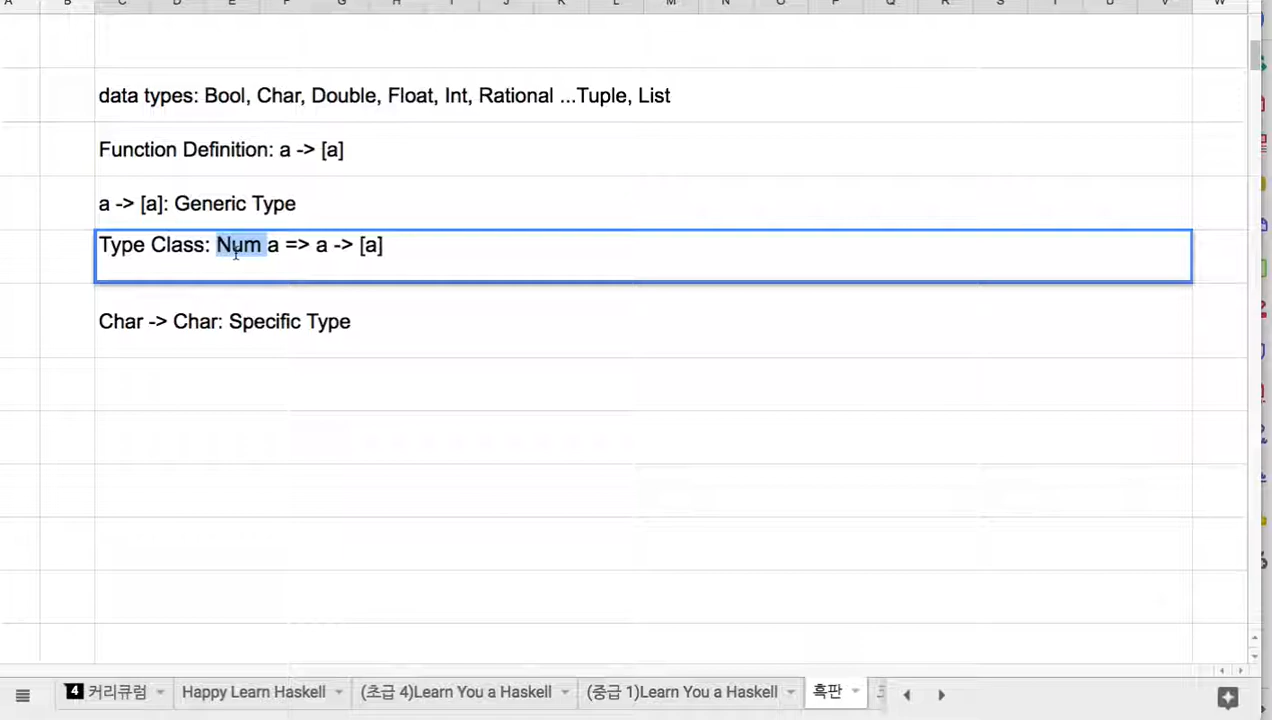 A B C D E F G H I J K L M N O P Q R S T U V W
data types: Bool, Char, Double, Float, Int, Rational ...Tuple, List
Function Definition: a -> [a]
a -> [a]: Generic Type
Type Class: Num a => a -> [a]
Char -> Char: Specific Type
4 커리큘럼 Happy Learn Haskell (초급 4)Learn You a Haskell (중급 1)Learn You a Haskell 흑판